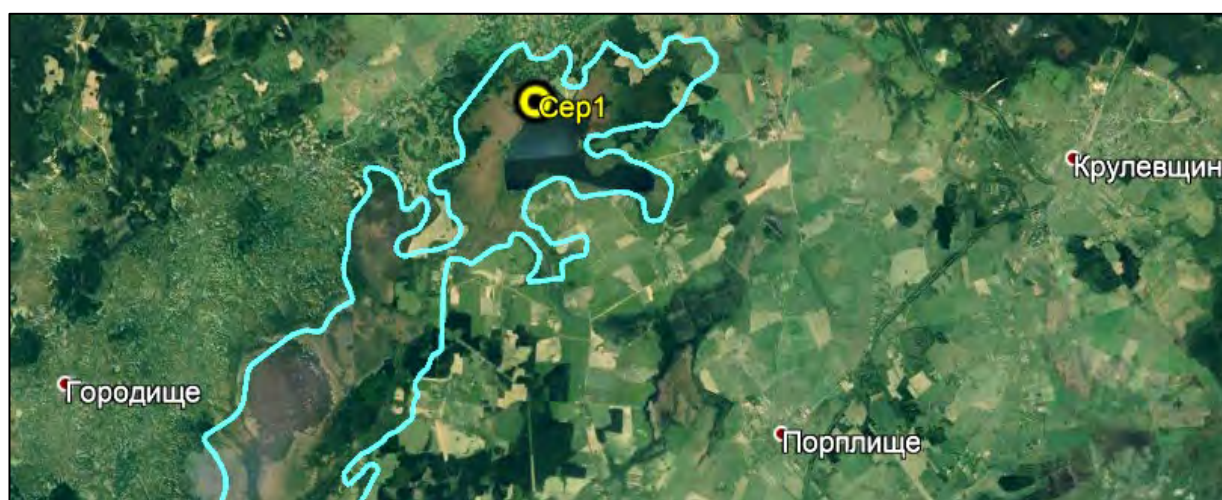 Сер1
Крулевщин
Городище
Порплище